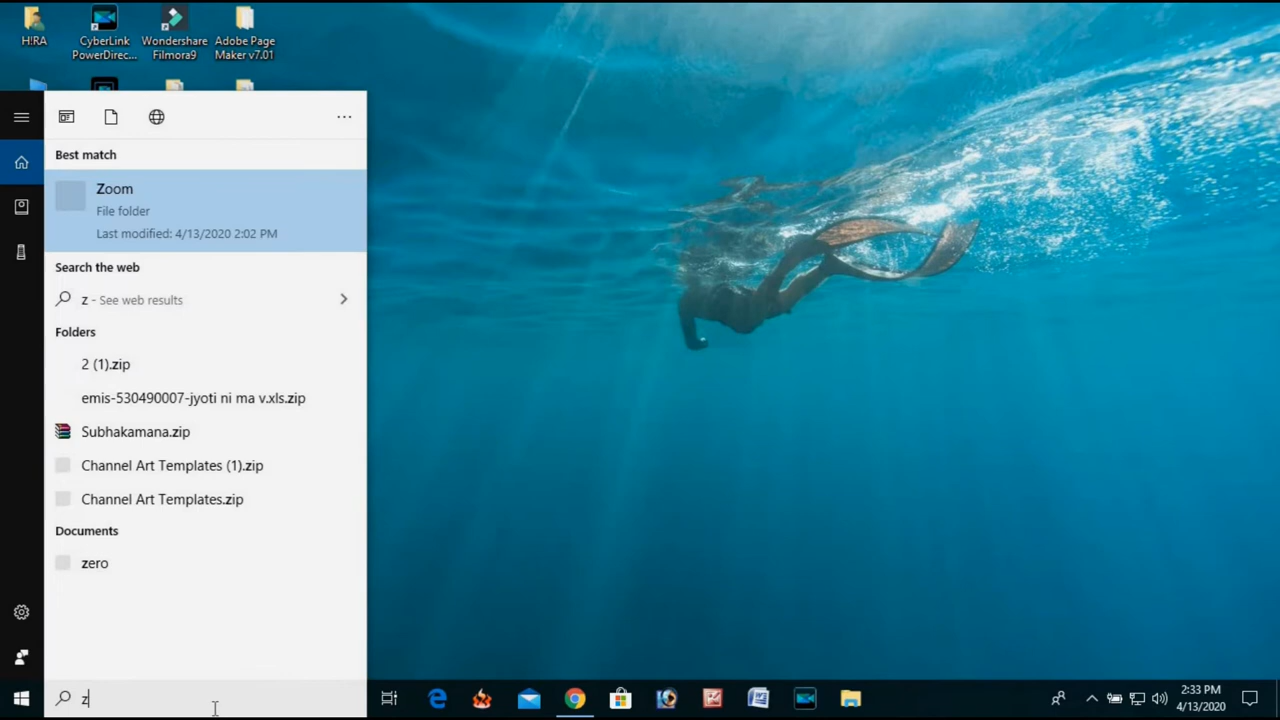 H!RA
CyberLink
PowerDirec...
Wondershare
Filmora9
Adobe Page
Maker v7.01
Best match
Zoom
File folder
Last modified: 4/13/2020 2:02 PM
Search the web
z - See web results
Folders
2 (1).zip
emis-530490007-jyoti ni ma v.xls.zip
Subhakamana.zip
Channel Art Templates (1).zip
Channel Art Templates.zip
Documents
zero
z
2:33 PM
4/13/2020